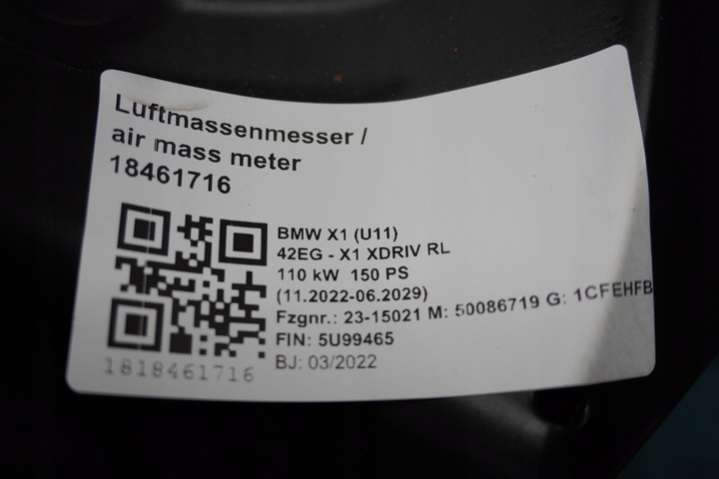 Luftmassenmesser /
air mass meter
18461716
BMW X1 (U11)
42EG - X1 XDRIV RL
110 kW 150 PS
(11.2022-06.2029)
Fzgnr.: 23-15021 M: 50086719 G: 1CFEHFB
FIN: 5U99465
BJ: 03/2022
1818461716